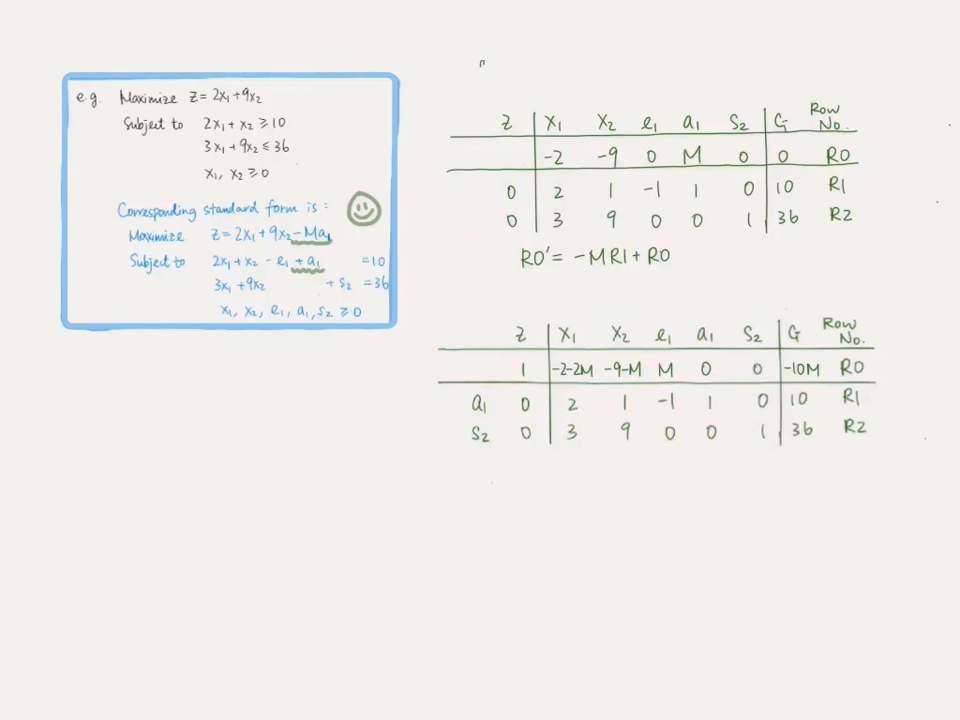 e.g. Maximize z = 2x₁ + 9x₂
Subject to 2x₁ + x₂ ≥ 10
3x₁ + 9x₂ ≤ 36
x₁, x₂ ≥ 0
Corresponding standard form is :
Maximize z = 2x₁ + 9x₂ - Ma₁
Subject to 2x₁ + x₂ - e₁ + a₁ = 10
3x₁ + 9x₂ + s₂ = 36
x₁, x₂, e₁, a₁, s₂ ≥ 0
z x₁ x₂ e₁ a₁ s₂ G Row No.
-2 -9 0 M 0 0 R0
0 2 1 -1 1 0 10 R1
0 3 9 0 0 1 36 R2
R0' = -MR1 + R0
z x₁ x₂ e₁ a₁ s₂ G Row No.
1 -2-2M -9-M M 0 0 -10M R0
a₁ 0 2 1 -1 1 0 10 R1
s₂ 0 3 9 0 0 1 36 R2